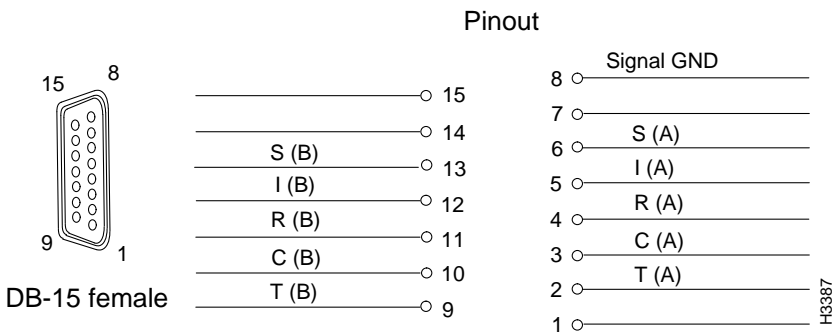 Pinout
15
8
9
1
DB-15 female
15
14
S (B)
13
I (B)
12
R (B)
11
C (B)
10
T (B)
9
Signal GND
8
7
S (A)
6
I (A)
5
R (A)
4
C (A)
3
T (A)
2
1
H3387